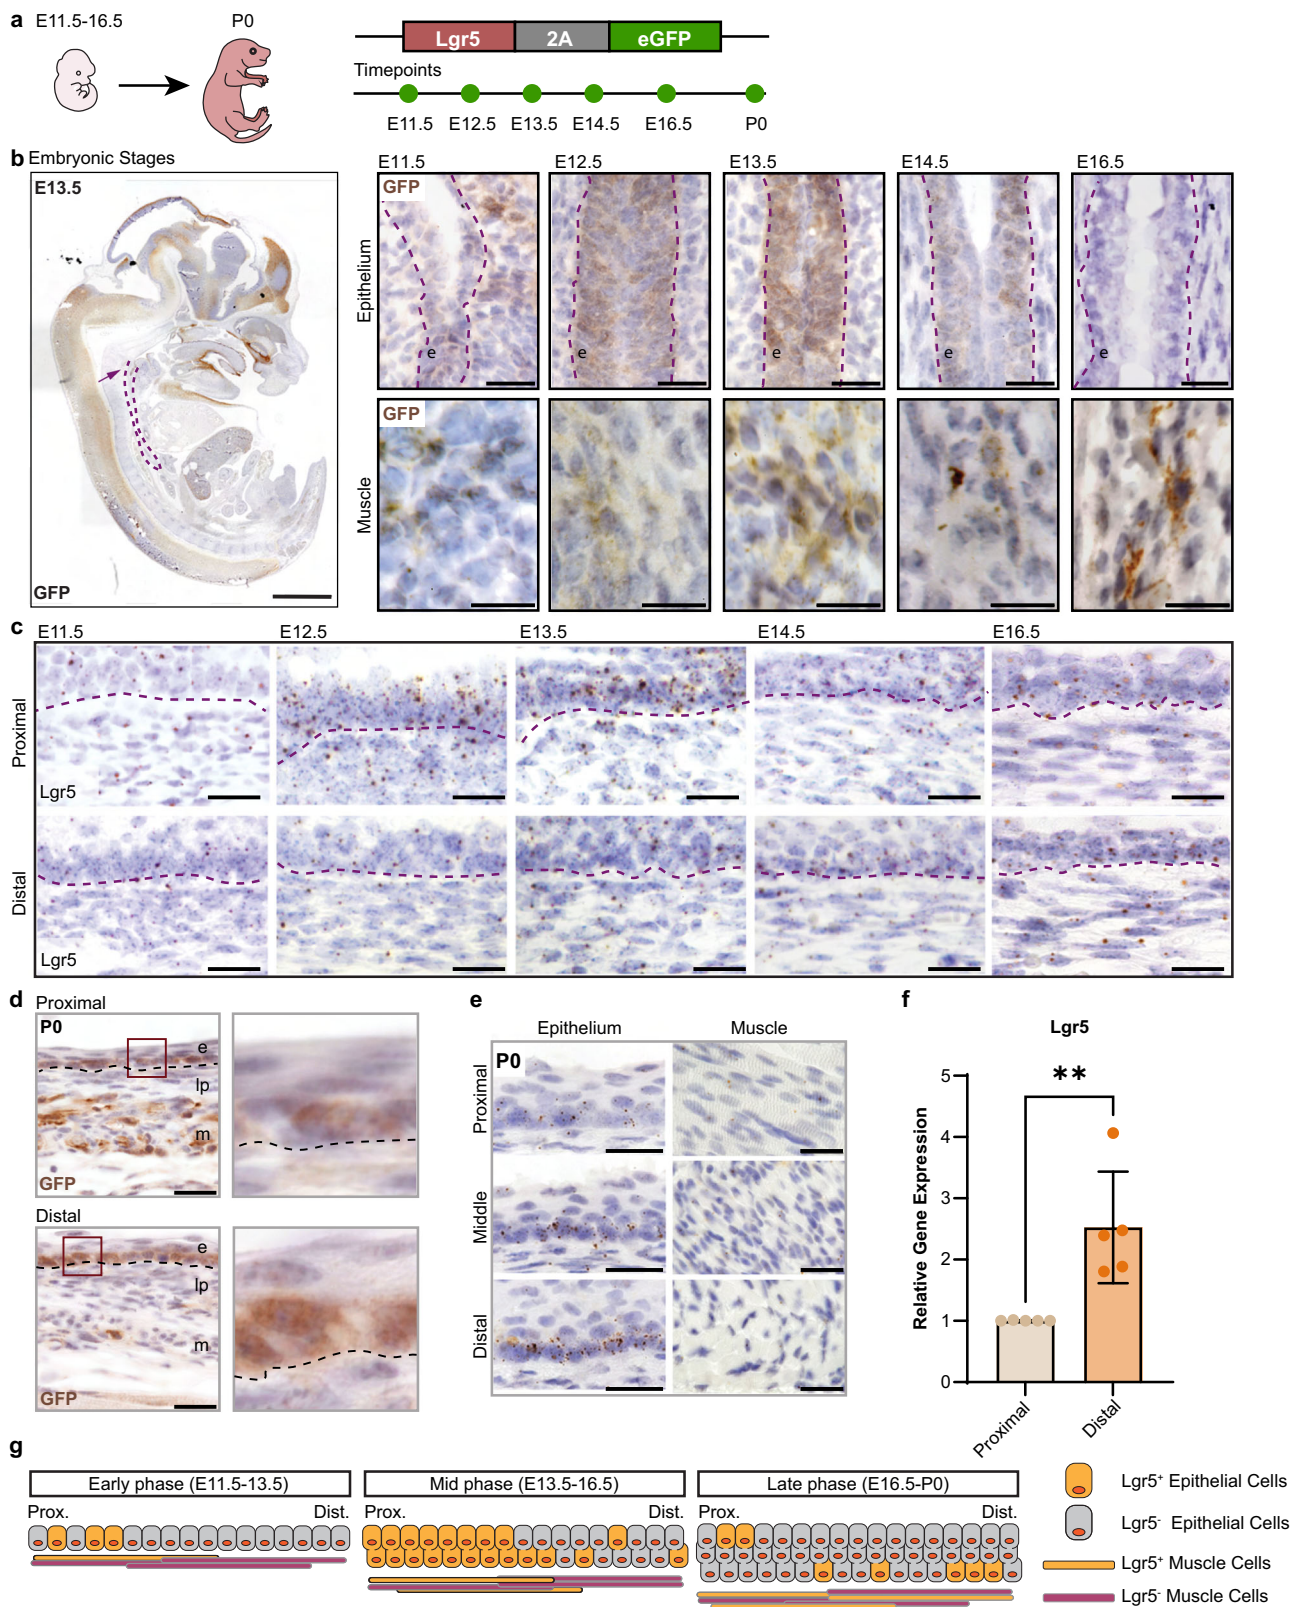 a
E11.5-16.5
P0
Lgr5 2A eGFP
Timepoints
E11.5 E12.5 E13.5 E14.5 E16.5 P0
b Embryonic Stages
E13.5
GFP
E11.5 E12.5 E13.5 E14.5 E16.5
Epithelium
GFP
e e e e e
Muscle
GFP
c
E11.5 E12.5 E13.5 E14.5 E16.5
Proximal
Lgr5
Distal
Lgr5
d Proximal
P0
e
lp
m
GFP
Distal
e
lp
m
GFP
e
Epithelium Muscle
P0
Proximal
Middle
Distal
f
Lgr5
**
Relative Gene Expression
5
4
3
2
1
0
Proximal Distal
g
Early phase (E11.5-13.5) Mid phase (E13.5-16.5) Late phase (E16.5-P0)
Prox. Dist. Prox. Dist. Prox. Dist.
Lgr5⁺ Epithelial Cells
Lgr5⁻ Epithelial Cells
Lgr5⁺ Muscle Cells
Lgr5⁻ Muscle Cells